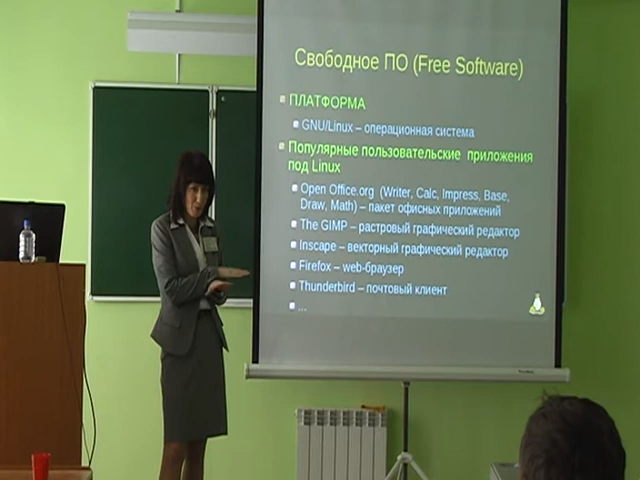 Свободное ПО (Free Software)
ПЛАТФОРМА
GNU/Linux – операционная система
Популярные пользовательские приложения
под Linux
Open Office.org (Writer, Calc, Impress, Base,
Draw, Math) – пакет офисных приложений
The GIMP – растровый графический редактор
Inscape – векторный графический редактор
Firefox – web-браузер
Thunderbird – почтовый клиент
...